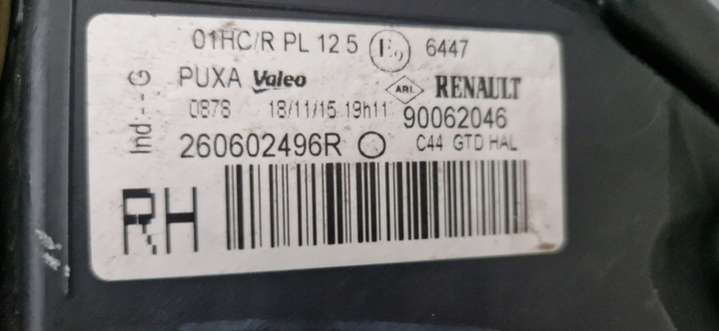 01HC/R PL 12 5 E9 6447
PUXA Valeo ARL RENAULT
0878 18/11/15 19h11 90062046
260602496R C44 GTD HAL
Ind -- G
RH